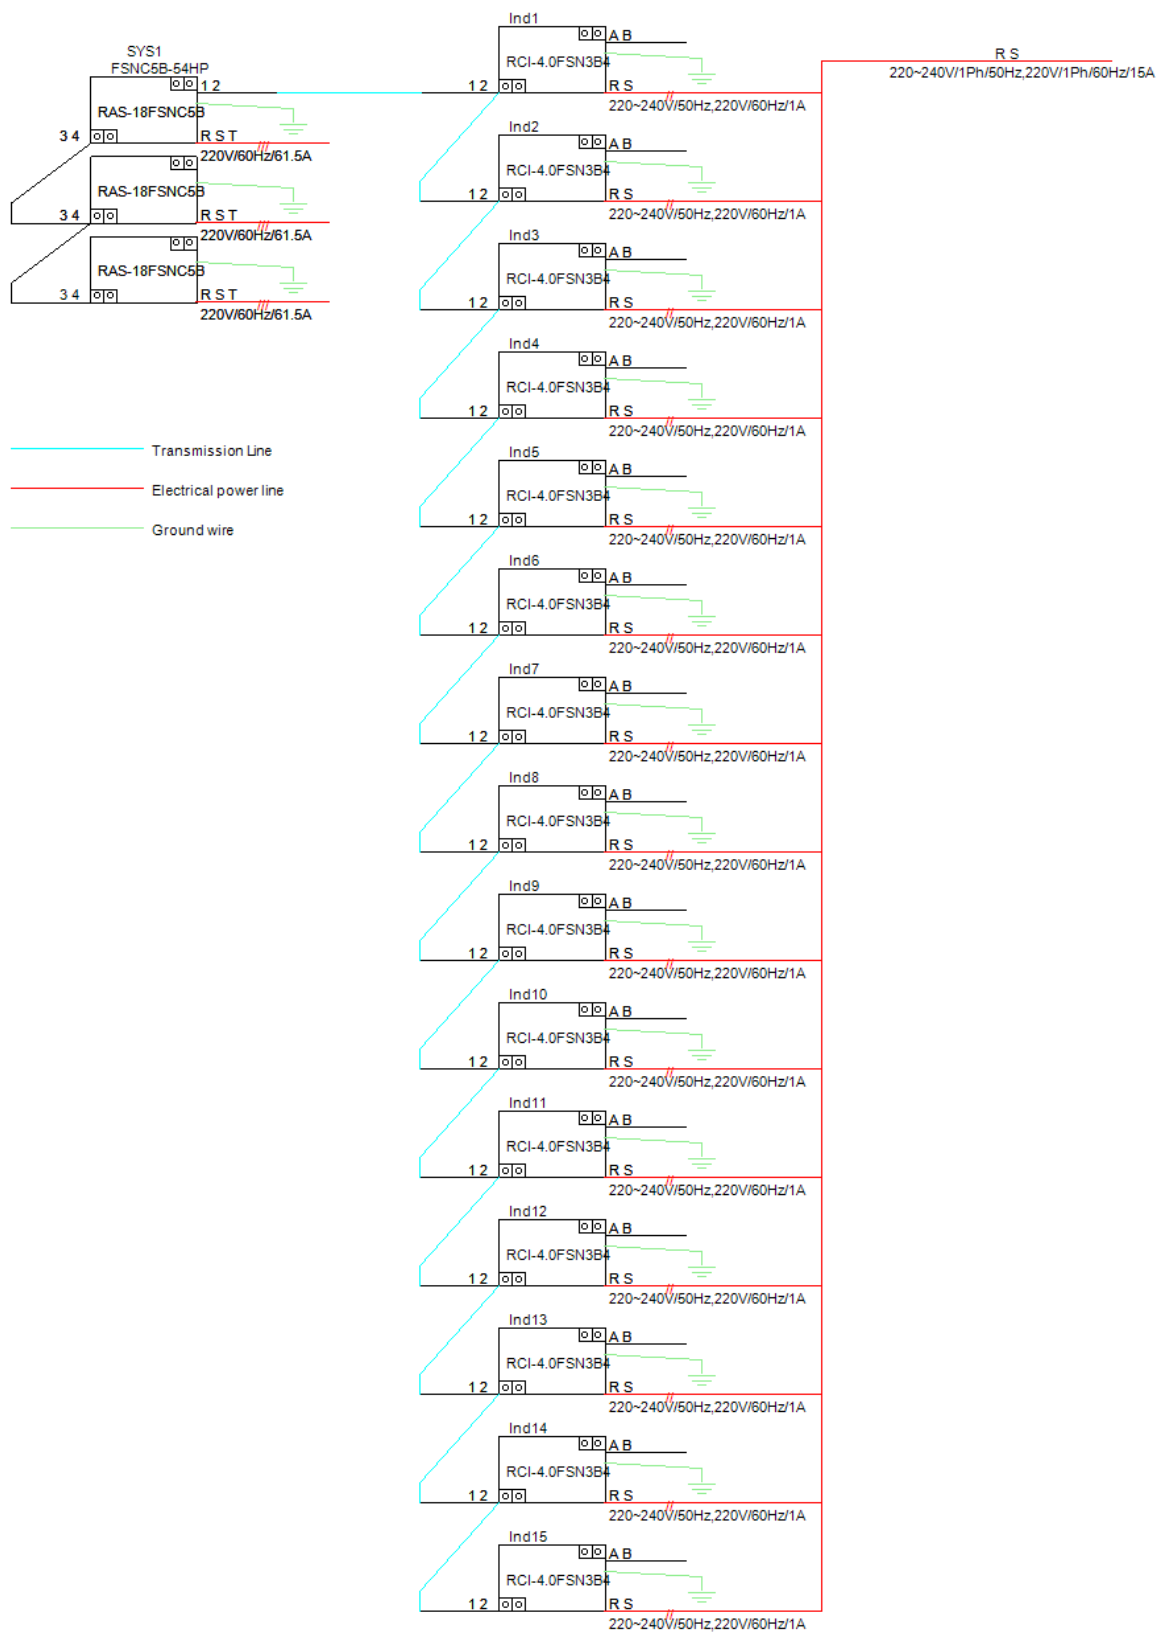 SYS1
FSNC5B-54HP
1 2
RAS-18FSNC5B
3 4
R S T
220V/60Hz/61.5A
RAS-18FSNC5B
3 4
R S T
220V/60Hz/61.5A
RAS-18FSNC5B
3 4
R S T
220V/60Hz/61.5A
Transmission Line
Electrical power line
Ground wire
Ind1
A B
RCI-4.0FSN3B4
1 2
R S
220~240V/50Hz,220V/60Hz/1A
Ind2
A B
RCI-4.0FSN3B4
1 2
R S
220~240V/50Hz,220V/60Hz/1A
Ind3
A B
RCI-4.0FSN3B4
1 2
R S
220~240V/50Hz,220V/60Hz/1A
Ind4
A B
RCI-4.0FSN3B4
1 2
R S
220~240V/50Hz,220V/60Hz/1A
Ind5
A B
RCI-4.0FSN3B4
1 2
R S
220~240V/50Hz,220V/60Hz/1A
Ind6
A B
RCI-4.0FSN3B4
1 2
R S
220~240V/50Hz,220V/60Hz/1A
Ind7
A B
RCI-4.0FSN3B4
1 2
R S
220~240V/50Hz,220V/60Hz/1A
Ind8
A B
RCI-4.0FSN3B4
1 2
R S
220~240V/50Hz,220V/60Hz/1A
Ind9
A B
RCI-4.0FSN3B4
1 2
R S
220~240V/50Hz,220V/60Hz/1A
Ind10
A B
RCI-4.0FSN3B4
1 2
R S
220~240V/50Hz,220V/60Hz/1A
Ind11
A B
RCI-4.0FSN3B4
1 2
R S
220~240V/50Hz,220V/60Hz/1A
Ind12
A B
RCI-4.0FSN3B4
1 2
R S
220~240V/50Hz,220V/60Hz/1A
Ind13
A B
RCI-4.0FSN3B4
1 2
R S
220~240V/50Hz,220V/60Hz/1A
Ind14
A B
RCI-4.0FSN3B4
1 2
R S
220~240V/50Hz,220V/60Hz/1A
Ind15
A B
RCI-4.0FSN3B4
1 2
R S
220~240V/50Hz,220V/60Hz/1A
R S
220~240V/1Ph/50Hz,220V/1Ph/60Hz/15A